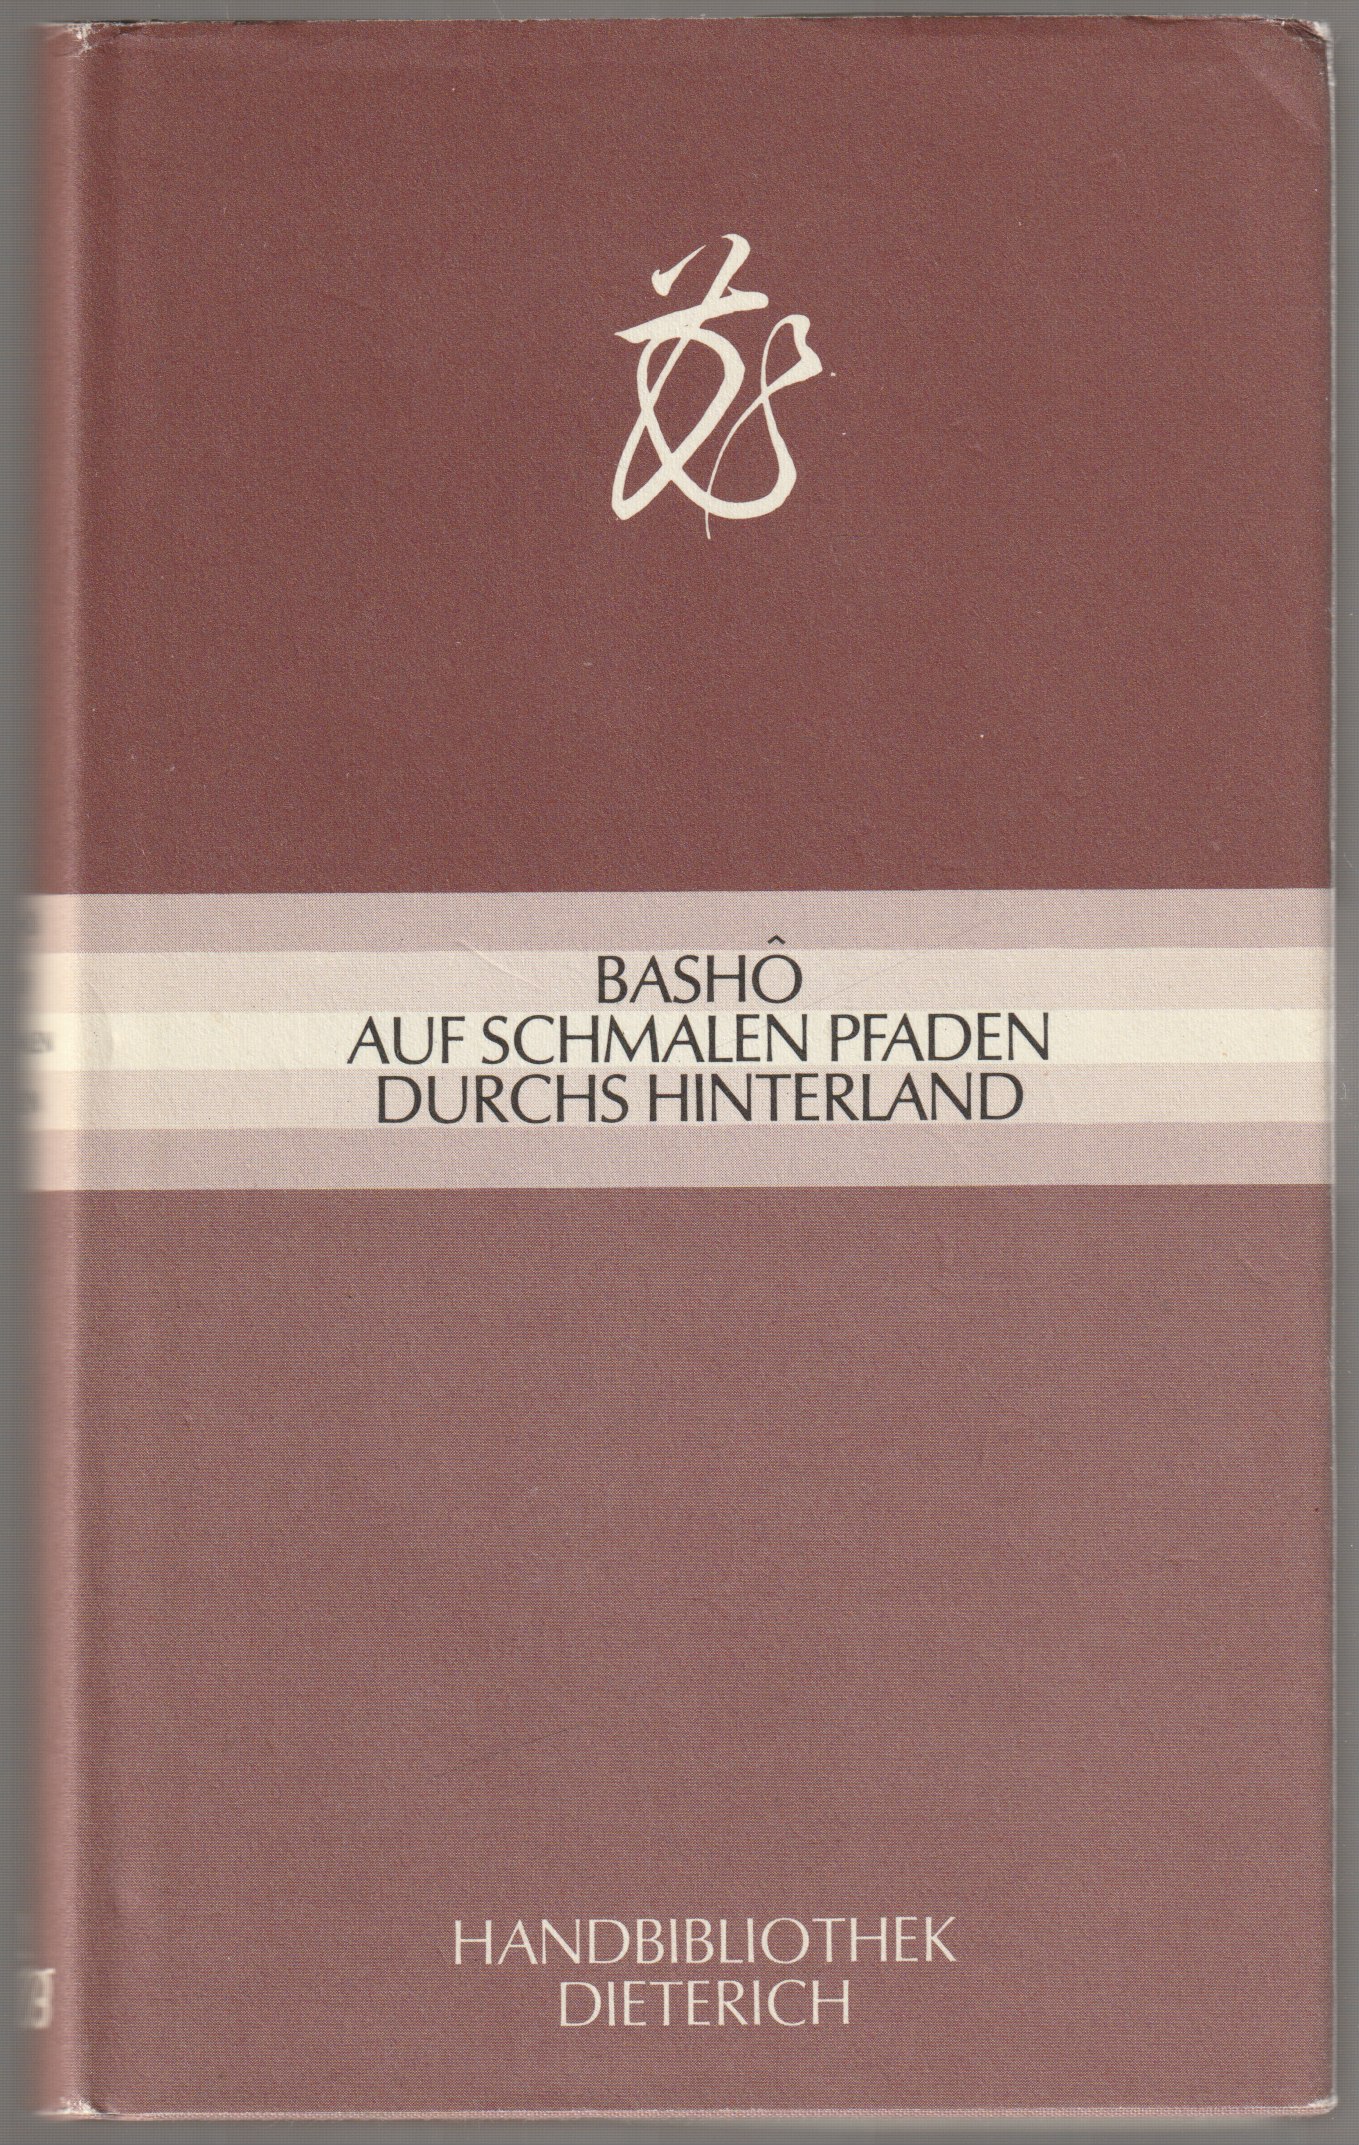 BASHÔ
AUF SCHMALEN PFADEN
DURCHS HINTERLAND
HANDBIBLIOTHEK
DIETERICH